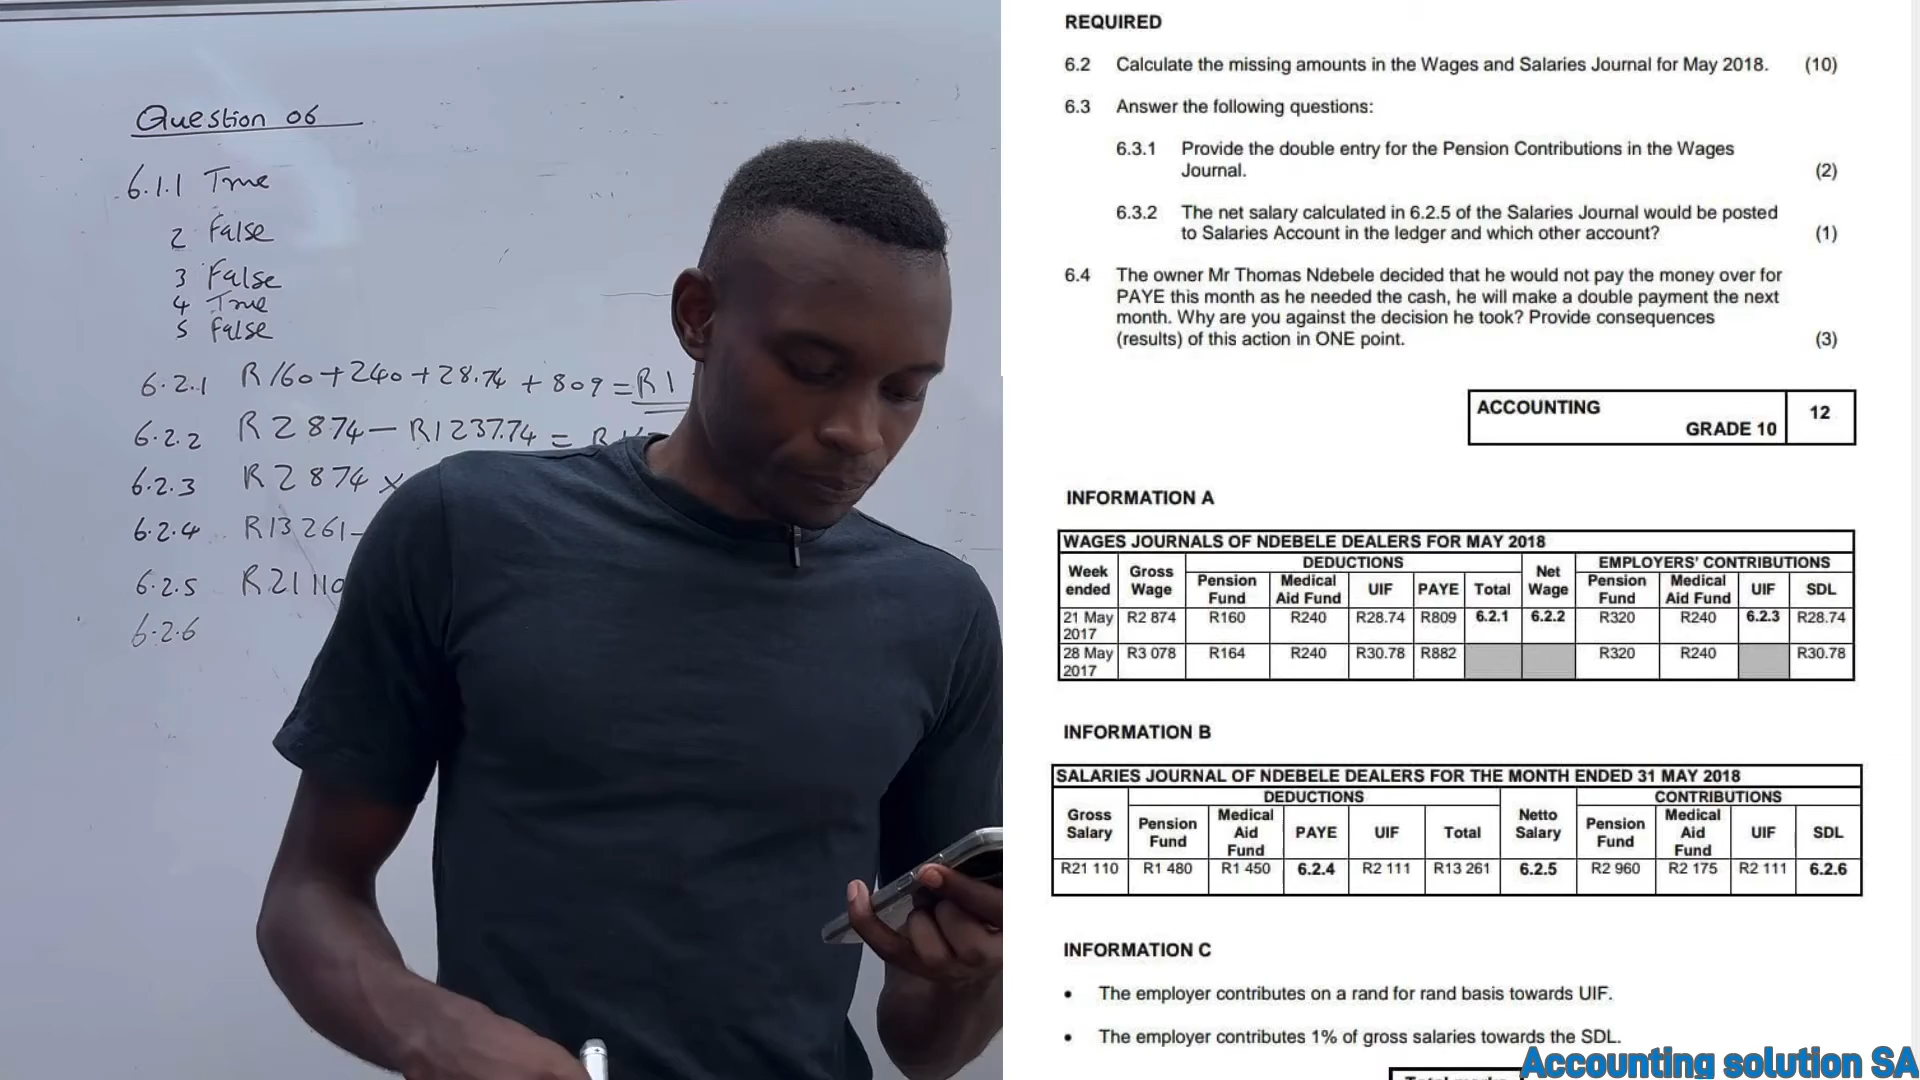 Question 06
6.1.1 True
2 False
3 False
4 True
5 False
6.2.1 R160+240+28.74 +809 =R1
6.2.2 R2874 – R1237.74 =
6.2.3 R2874 ×
6.2.4 R13261-
6.2.5 R21110
6.2.6
REQUIRED
6.2 Calculate the missing amounts in the Wages and Salaries Journal for May 2018. (10)
6.3 Answer the following questions:
6.3.1 Provide the double entry for the Pension Contributions in the Wages
Journal. (2)
6.3.2 The net salary calculated in 6.2.5 of the Salaries Journal would be posted
to Salaries Account in the ledger and which other account? (1)
6.4 The owner Mr Thomas Ndebele decided that he would not pay the money over for
PAYE this month as he needed the cash, he will make a double payment the next
month. Why are you against the decision he took? Provide consequences
(results) of this action in ONE point. (3)
ACCOUNTING
GRADE 10
12
INFORMATION A
WAGES JOURNALS OF NDEBELE DEALERS FOR MAY 2018
Week ended Gross Wage DEDUCTIONS Net Wage EMPLOYERS' CONTRIBUTIONS
Pension Fund Medical Aid Fund UIF PAYE Total Pension Fund Medical Aid Fund UIF SDL
21 May 2017 R2 874 R160 R240 R28.74 R809 6.2.1 6.2.2 R320 R240 6.2.3 R28.74
28 May 2017 R3 078 R164 R240 R30.78 R882 R320 R240 R30.78
INFORMATION B
SALARIES JOURNAL OF NDEBELE DEALERS FOR THE MONTH ENDED 31 MAY 2018
Gross Salary DEDUCTIONS Netto Salary CONTRIBUTIONS
Pension Fund Medical Aid Fund PAYE UIF Total Pension Fund Medical Aid Fund UIF SDL
R21 110 R1 480 R1 450 6.2.4 R2 111 R13 261 6.2.5 R2 960 R2 175 R2 111 6.2.6
INFORMATION C
• The employer contributes on a rand for rand basis towards UIF.
• The employer contributes 1% of gross salaries towards the SDL.
Accounting solution SA